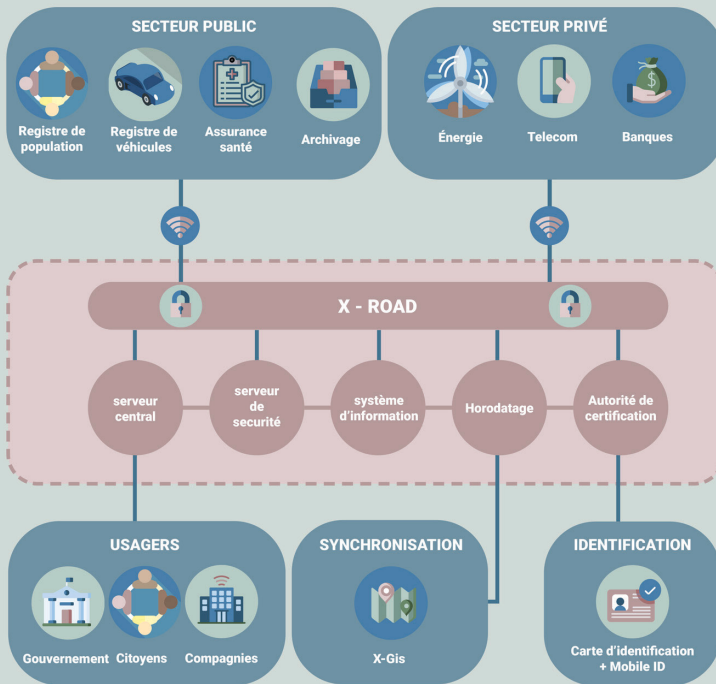 SECTEUR PUBLIC
Registre de
population
Registre de
véhicules
Assurance
santé
Archivage
SECTEUR PRIVÉ
Énergie
Telecom
Banques
X - ROAD
serveur
central
serveur
de
securité
système
d'information
Horodatage
Autorité de
certification
USAGERS
Gouvernement
Citoyens
Compagnies
SYNCHRONISATION
X-Gis
IDENTIFICATION
Carte d'identification
+ Mobile ID